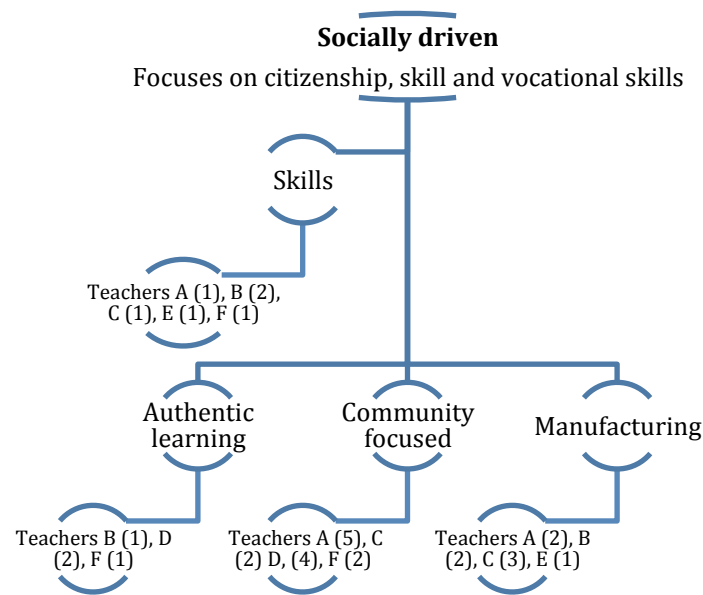 Socially driven
Focuses on citizenship, skill and vocational skills
Skills
Teachers A (1), B (2),
C (1), E (1), F (1)
Authentic
learning
Community
focused
Manufacturing
Teachers B (1), D
(2), F (1)
Teachers A (5), C
(2) D, (4), F (2)
Teachers A (2), B
(2), C (3), E (1)